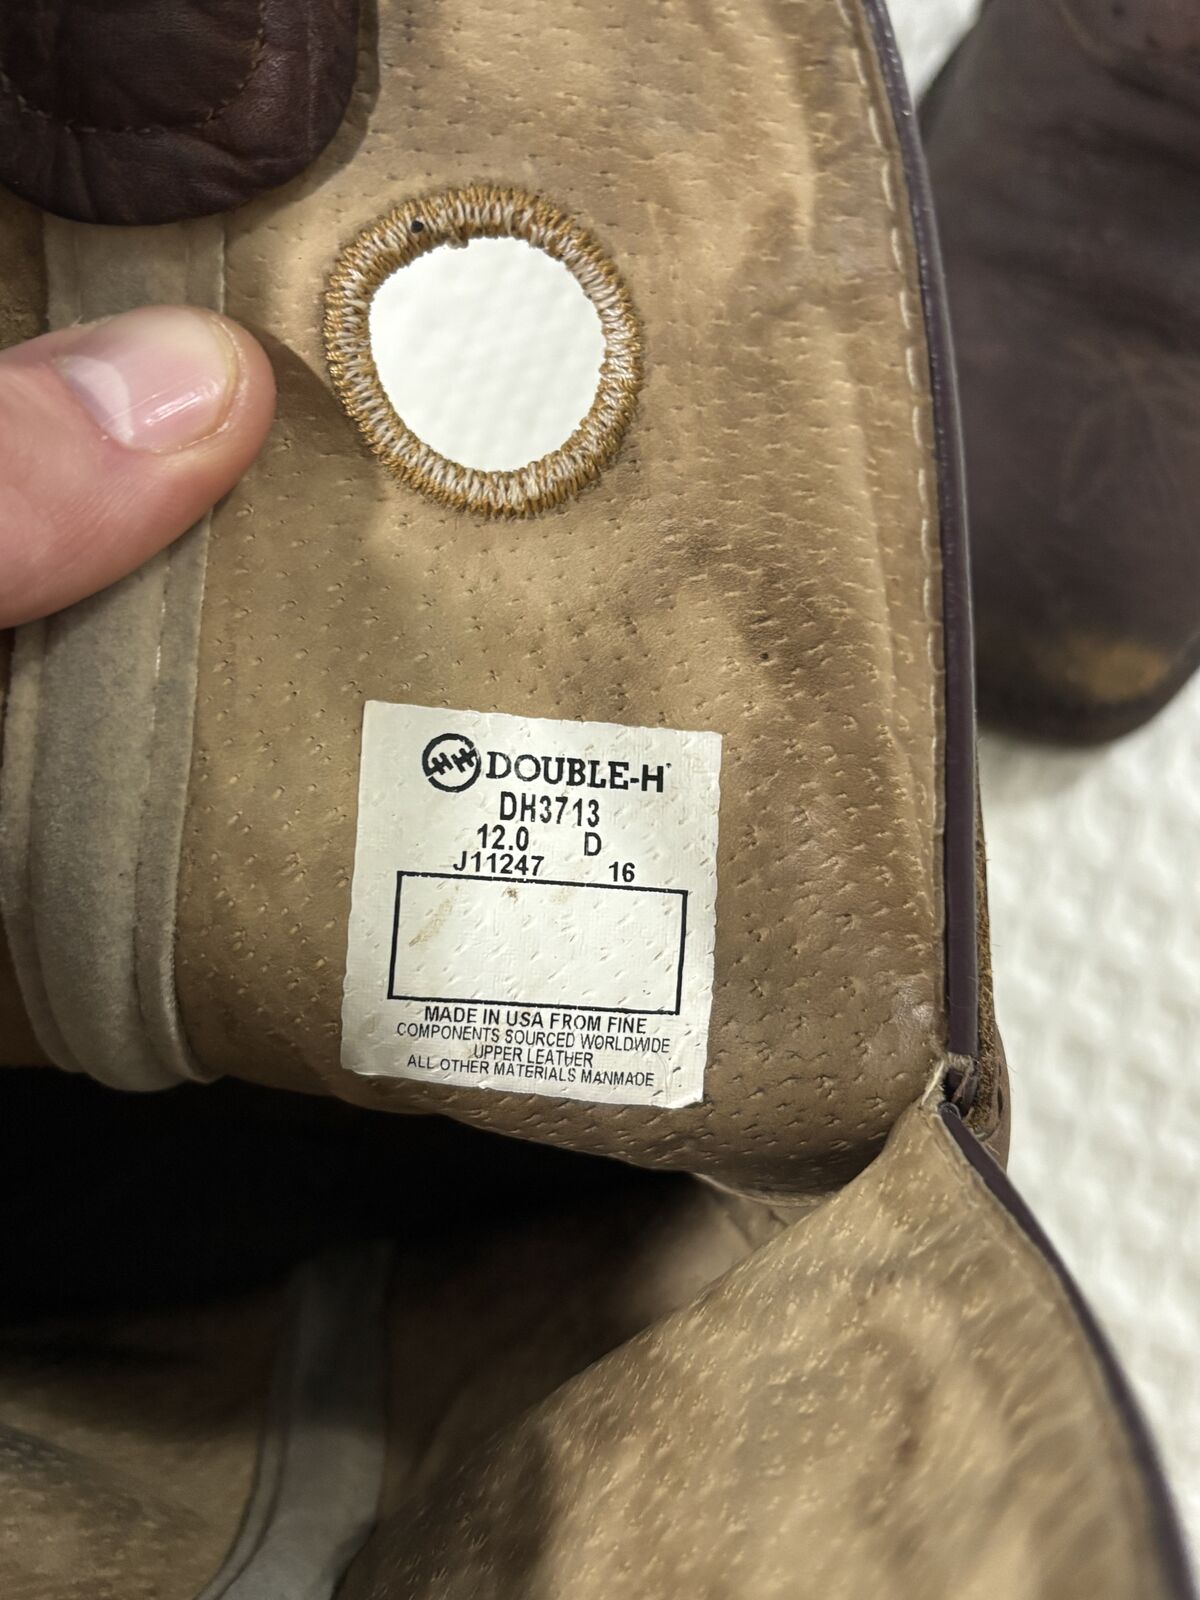 HH DOUBLE-H
DH3713
12.0 D
J11247 16
MADE IN USA FROM FINE
COMPONENTS SOURCED WORLDWIDE
UPPER LEATHER
ALL OTHER MATERIALS MANMADE